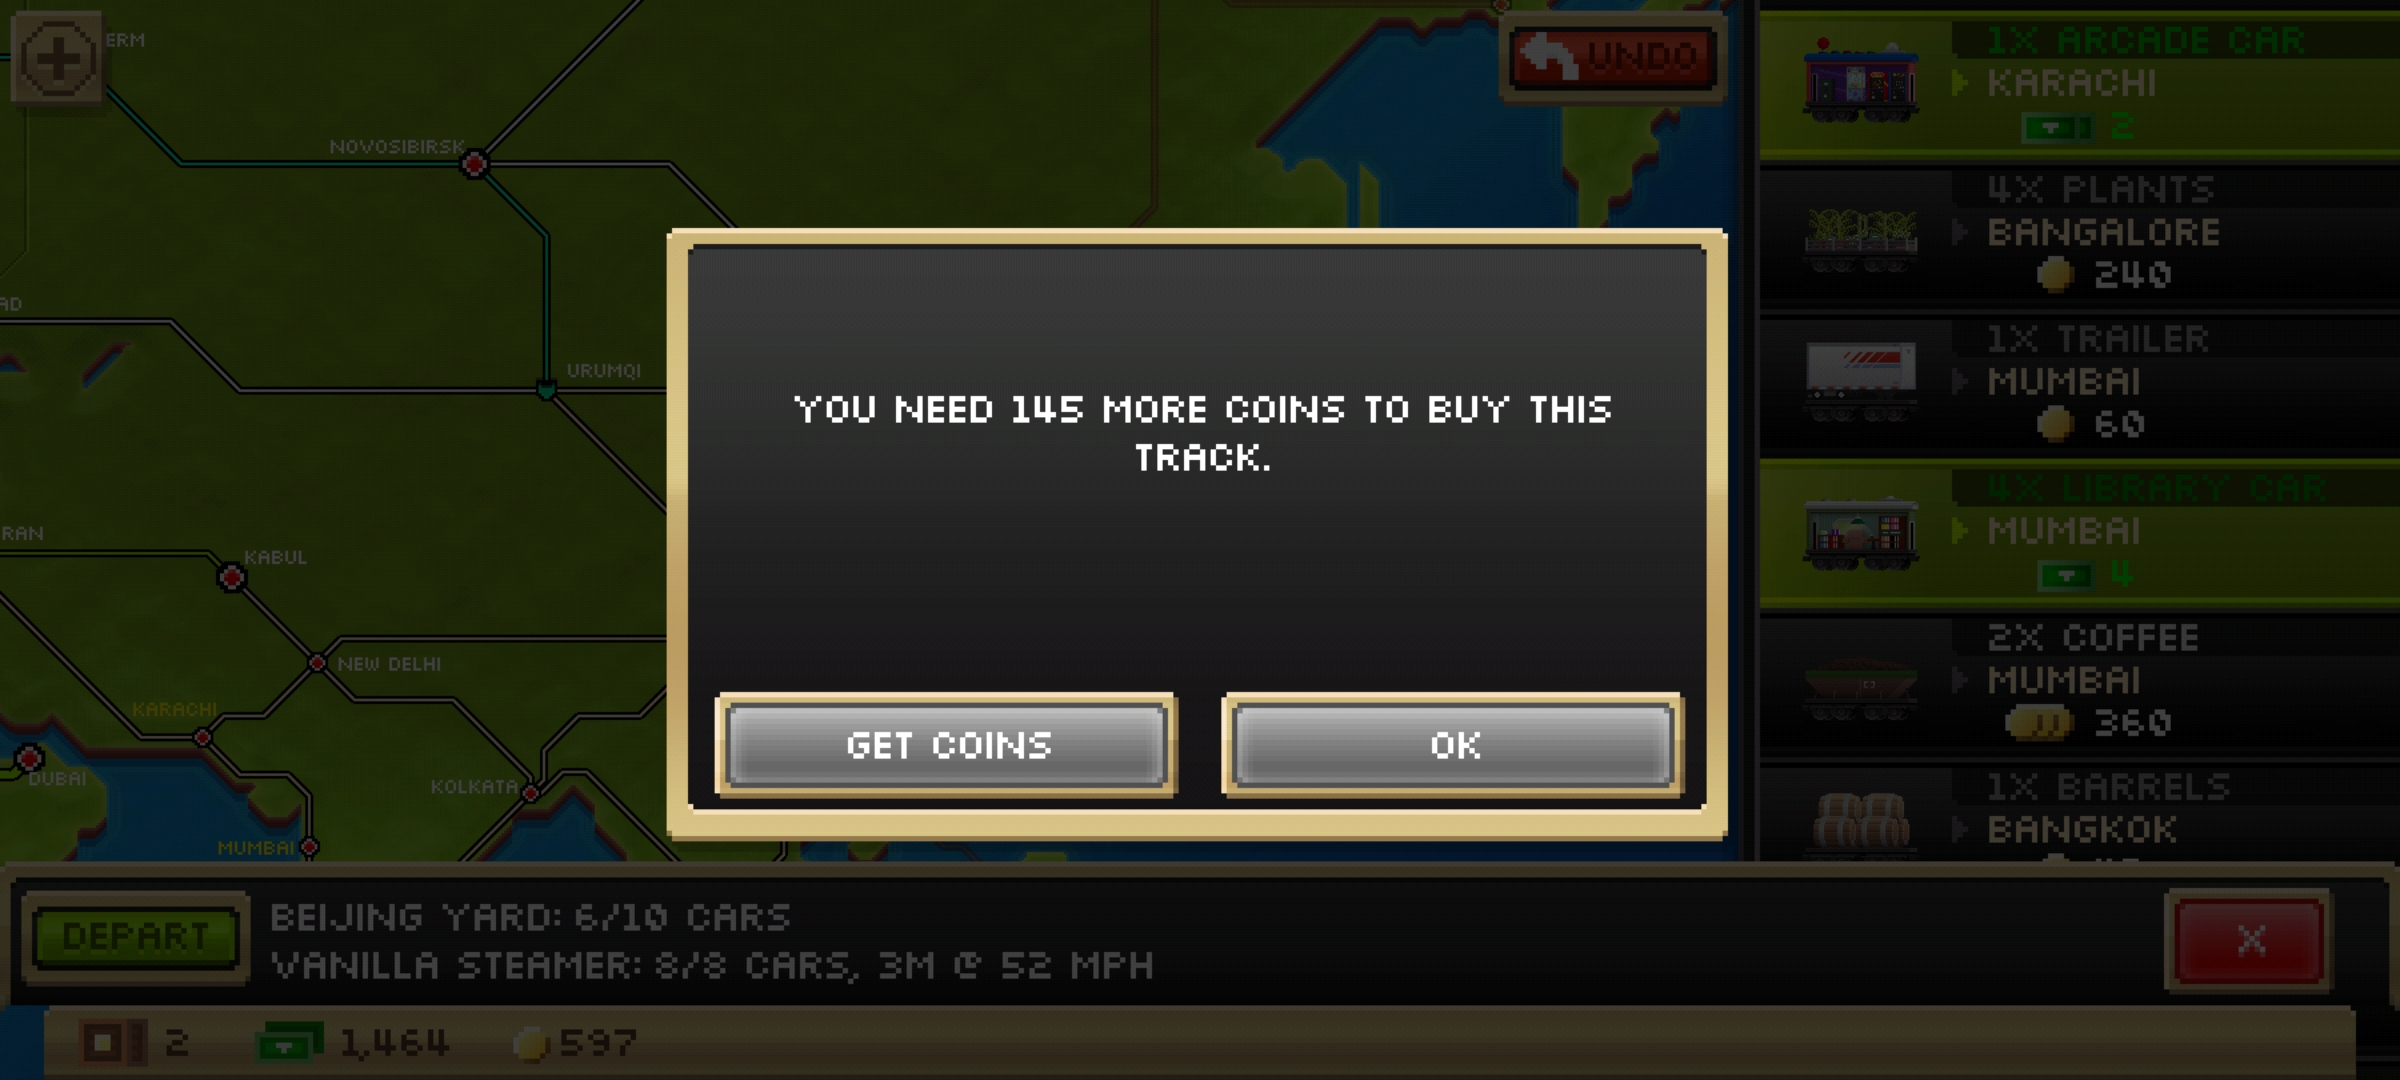 ERM
UNDO
NOVOSIBIRSK
AD
URUMQI
RAN
KABUL
NEW DELHI
KARACHI
DUBAI
KOLKATA
MUMBAI
YOU NEED 145 MORE COINS TO BUY THIS
TRACK.
GET COINS
OK
1X ARCADE CAR
KARACHI
2
4X PLANTS
BANGALORE
240
1X TRAILER
MUMBAI
60
4X LIBRARY CAR
MUMBAI
4
2X COFFEE
MUMBAI
360
1X BARRELS
BANGKOK
DEPART
BEIJING YARD: 6/10 CARS
VANILLA STEAMER: 8/8 CARS, 3M @ 52 MPH
X
2
1,464
597